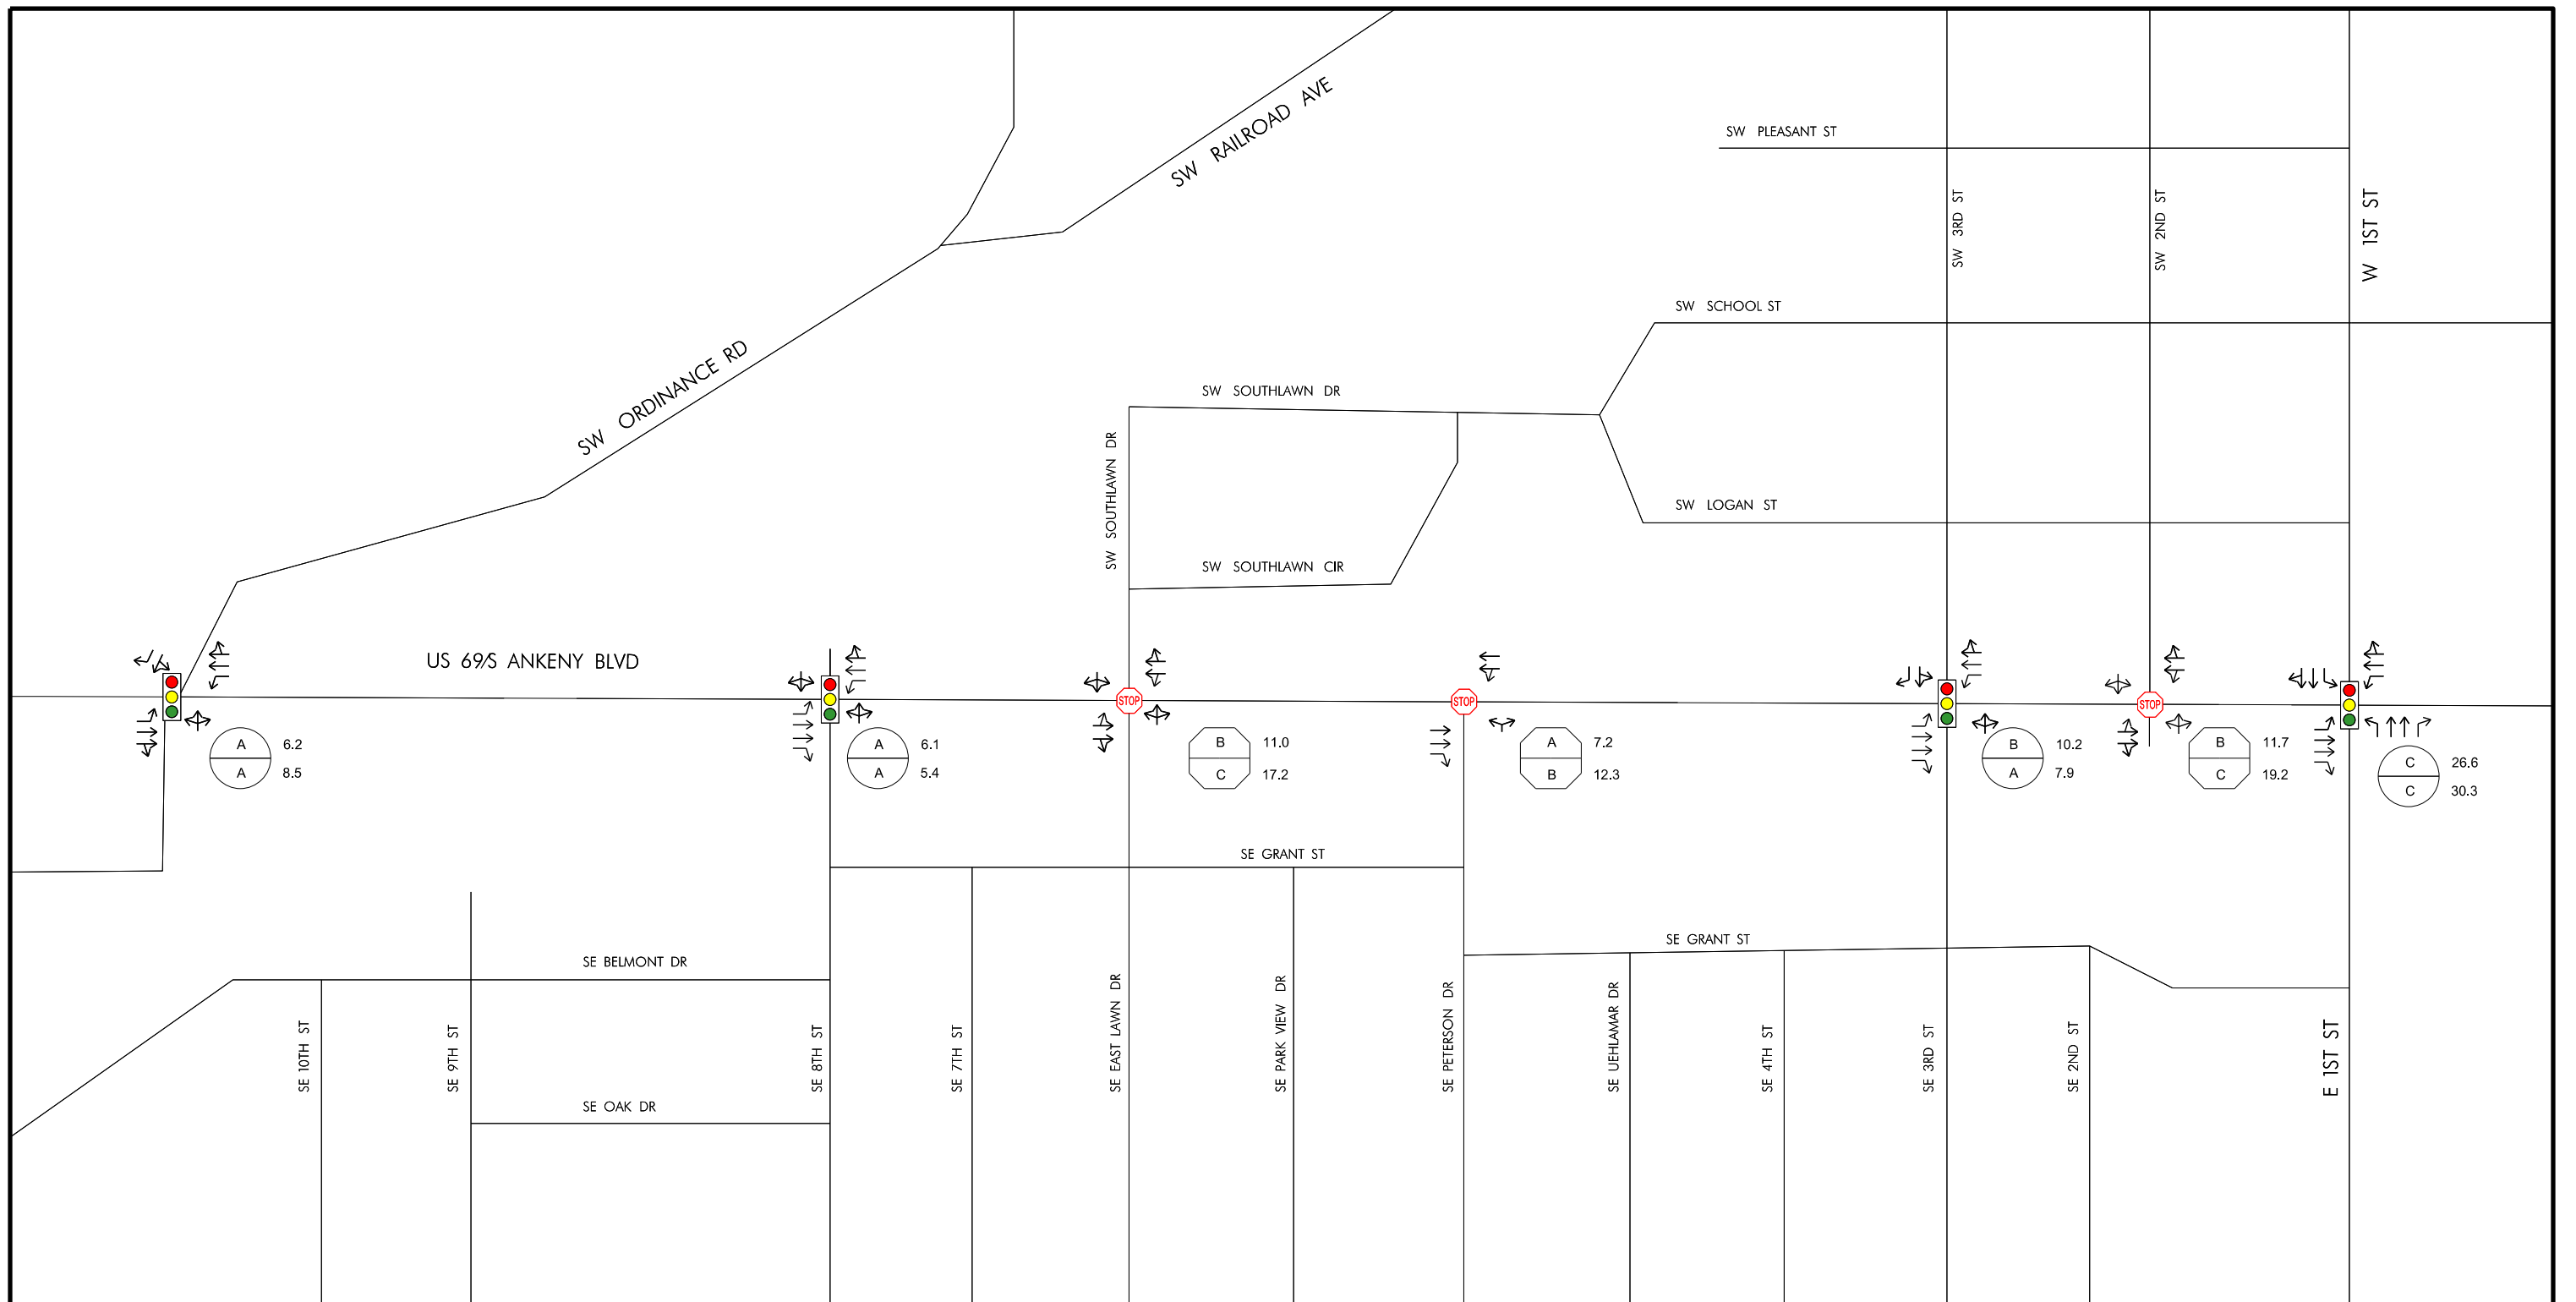 SW RAILROAD AVE
SW PLEASANT ST
SW 3RD ST
SW 2ND ST
W 1ST ST
SW SCHOOL ST
SW ORDINANCE RD
SW SOUTHLAWN DR
SW SOUTHLAWN DR
SW LOGAN ST
SW SOUTHLAWN CIR
US 69/S ANKENY BLVD
STOP
STOP
STOP
A 6.2
A 8.5
A 6.1
A 5.4
B 11.0
C 17.2
A 7.2
B 12.3
B 10.2
A 7.9
B 11.7
C 19.2
C 26.6
C 30.3
SE GRANT ST
SE GRANT ST
SE BELMONT DR
SE 10TH ST
SE 9TH ST
SE 8TH ST
SE 7TH ST
SE EAST LAWN DR
SE PARK VIEW DR
SE PETERSON DR
SE UEHLAMAR DR
SE 4TH ST
SE 3RD ST
SE 2ND ST
E 1ST ST
SE OAK DR